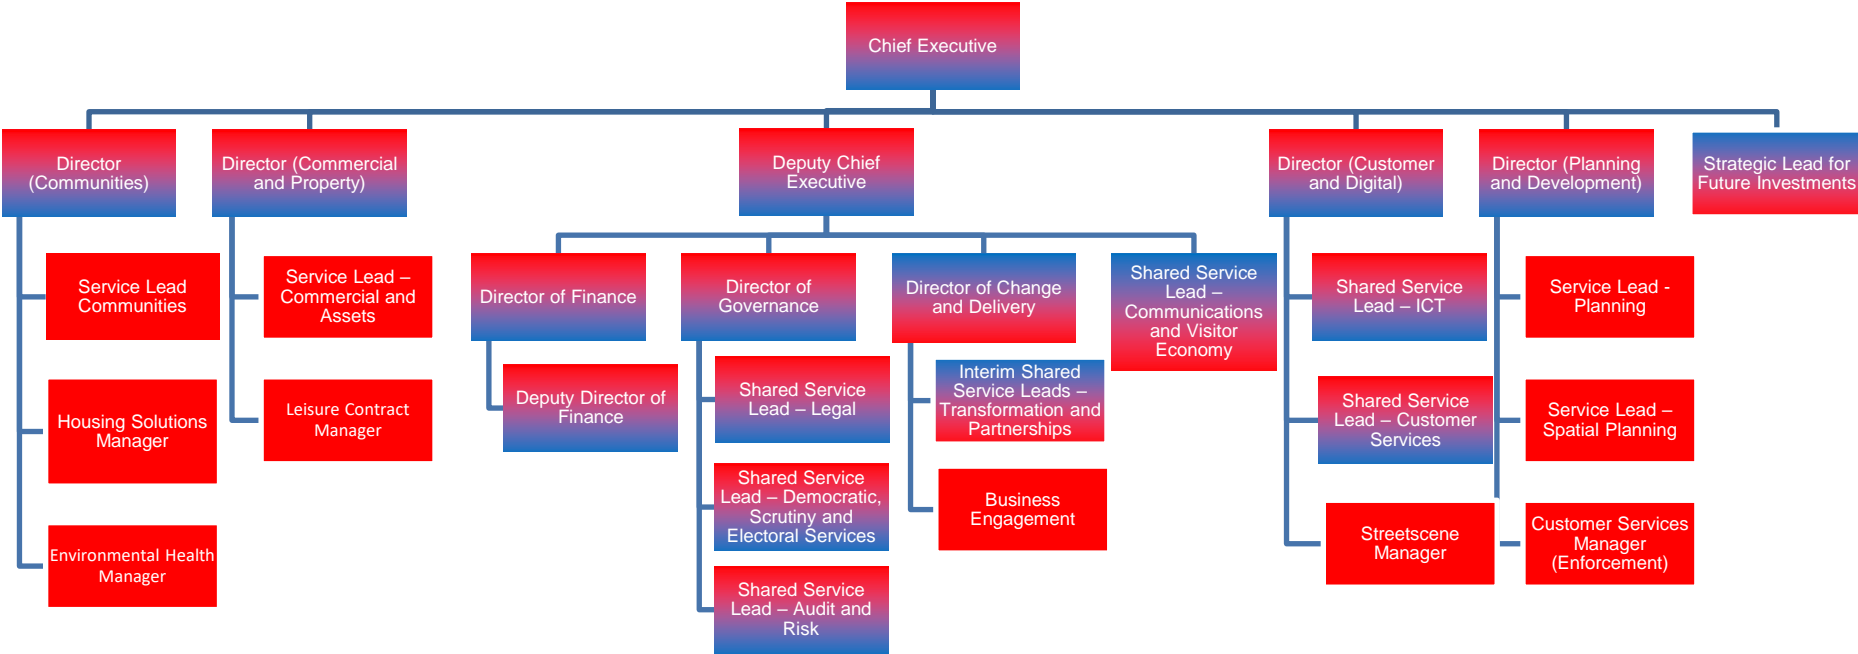 Chief Executive
Director
(Communities)
Director (Commercial
and Property)
Deputy Chief
Executive
Director (Customer
and Digital)
Director (Planning
and Development)
Strategic Lead for
Future Investments
Service Lead
Communities
Housing Solutions
Manager
Environmental Health
Manager
Service Lead –
Commercial and
Assets
Leisure Contract
Manager
Director of Finance
Deputy Director of
Finance
Director of
Governance
Shared Service
Lead – Legal
Shared Service
Lead – Democratic,
Scrutiny and
Electoral Services
Shared Service
Lead – Audit and
Risk
Director of Change
and Delivery
Interim Shared
Service Leads –
Transformation and
Partnerships
Business
Engagement
Shared Service
Lead –
Communications
and Visitor
Economy
Shared Service
Lead – ICT
Shared Service
Lead – Customer
Services
Streetscene
Manager
Service Lead -
Planning
Service Lead –
Spatial Planning
Customer Services
Manager
(Enforcement)